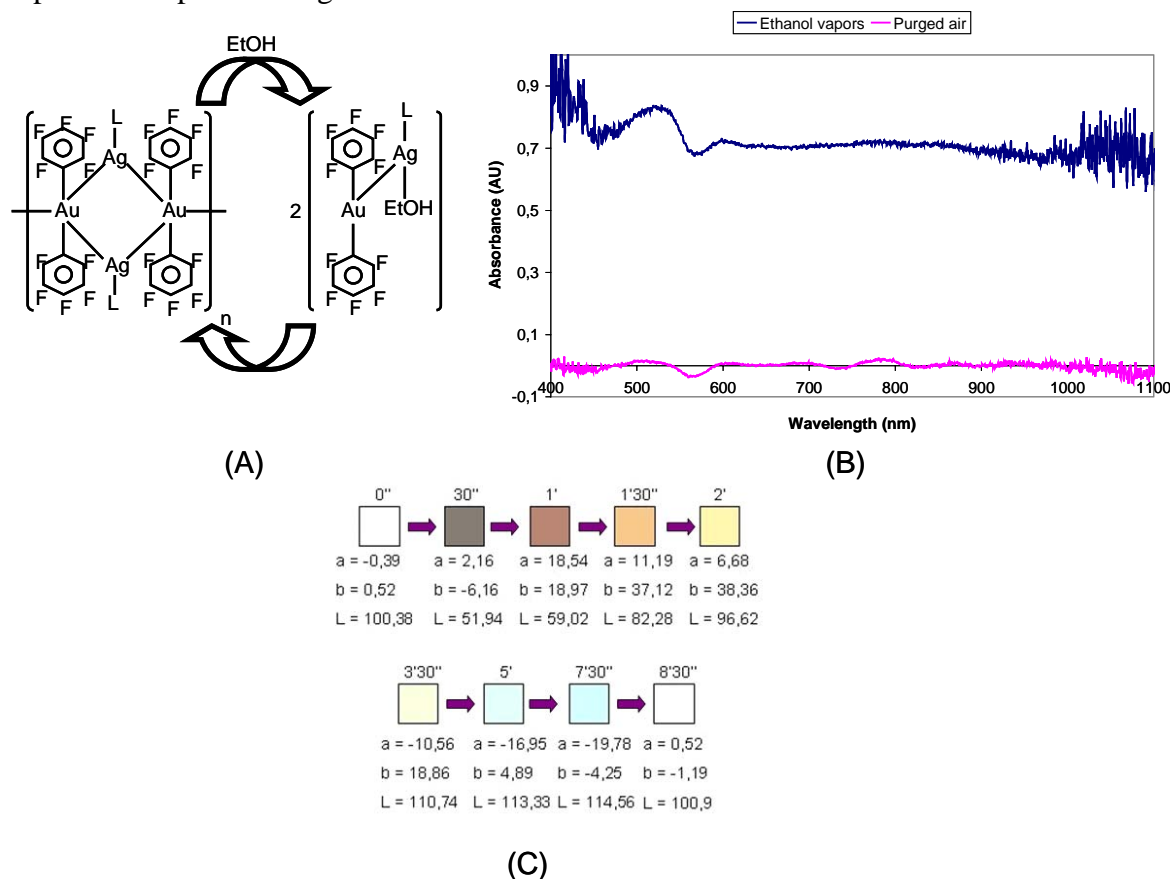 EtOH
L L
F F F F F F F F F
F Ag F F F F Ag F
Au Au 2 Au EtOH
F F F F F F
Ag
F F F F F F F F F
L
n
(A)
Ethanol vapors Purged air
Absorbance (AU)
0,9
0,7
0,5
0,3
0,1
-0,1
400 500 600 700 800 900 1000 1100
Wavelength (nm)
(B)
0" 30" 1' 1'30" 2'
a = -0,39 a = 2,16 a = 18,54 a = 11,19 a = 6,68
b = 0,52 b = -6,16 b = 18,97 b = 37,12 b = 38,36
L = 100,38 L = 51,94 L = 59,02 L = 82,28 L = 96,62
3'30" 5' 7'30" 8'30"
a = -10,56 a = -16,95 a = -19,78 a = 0,52
b = 18,86 b = 4,89 b = -4,25 b = -1,19
L = 110,74 L = 113,33 L = 114,56 L = 100,9
(C)